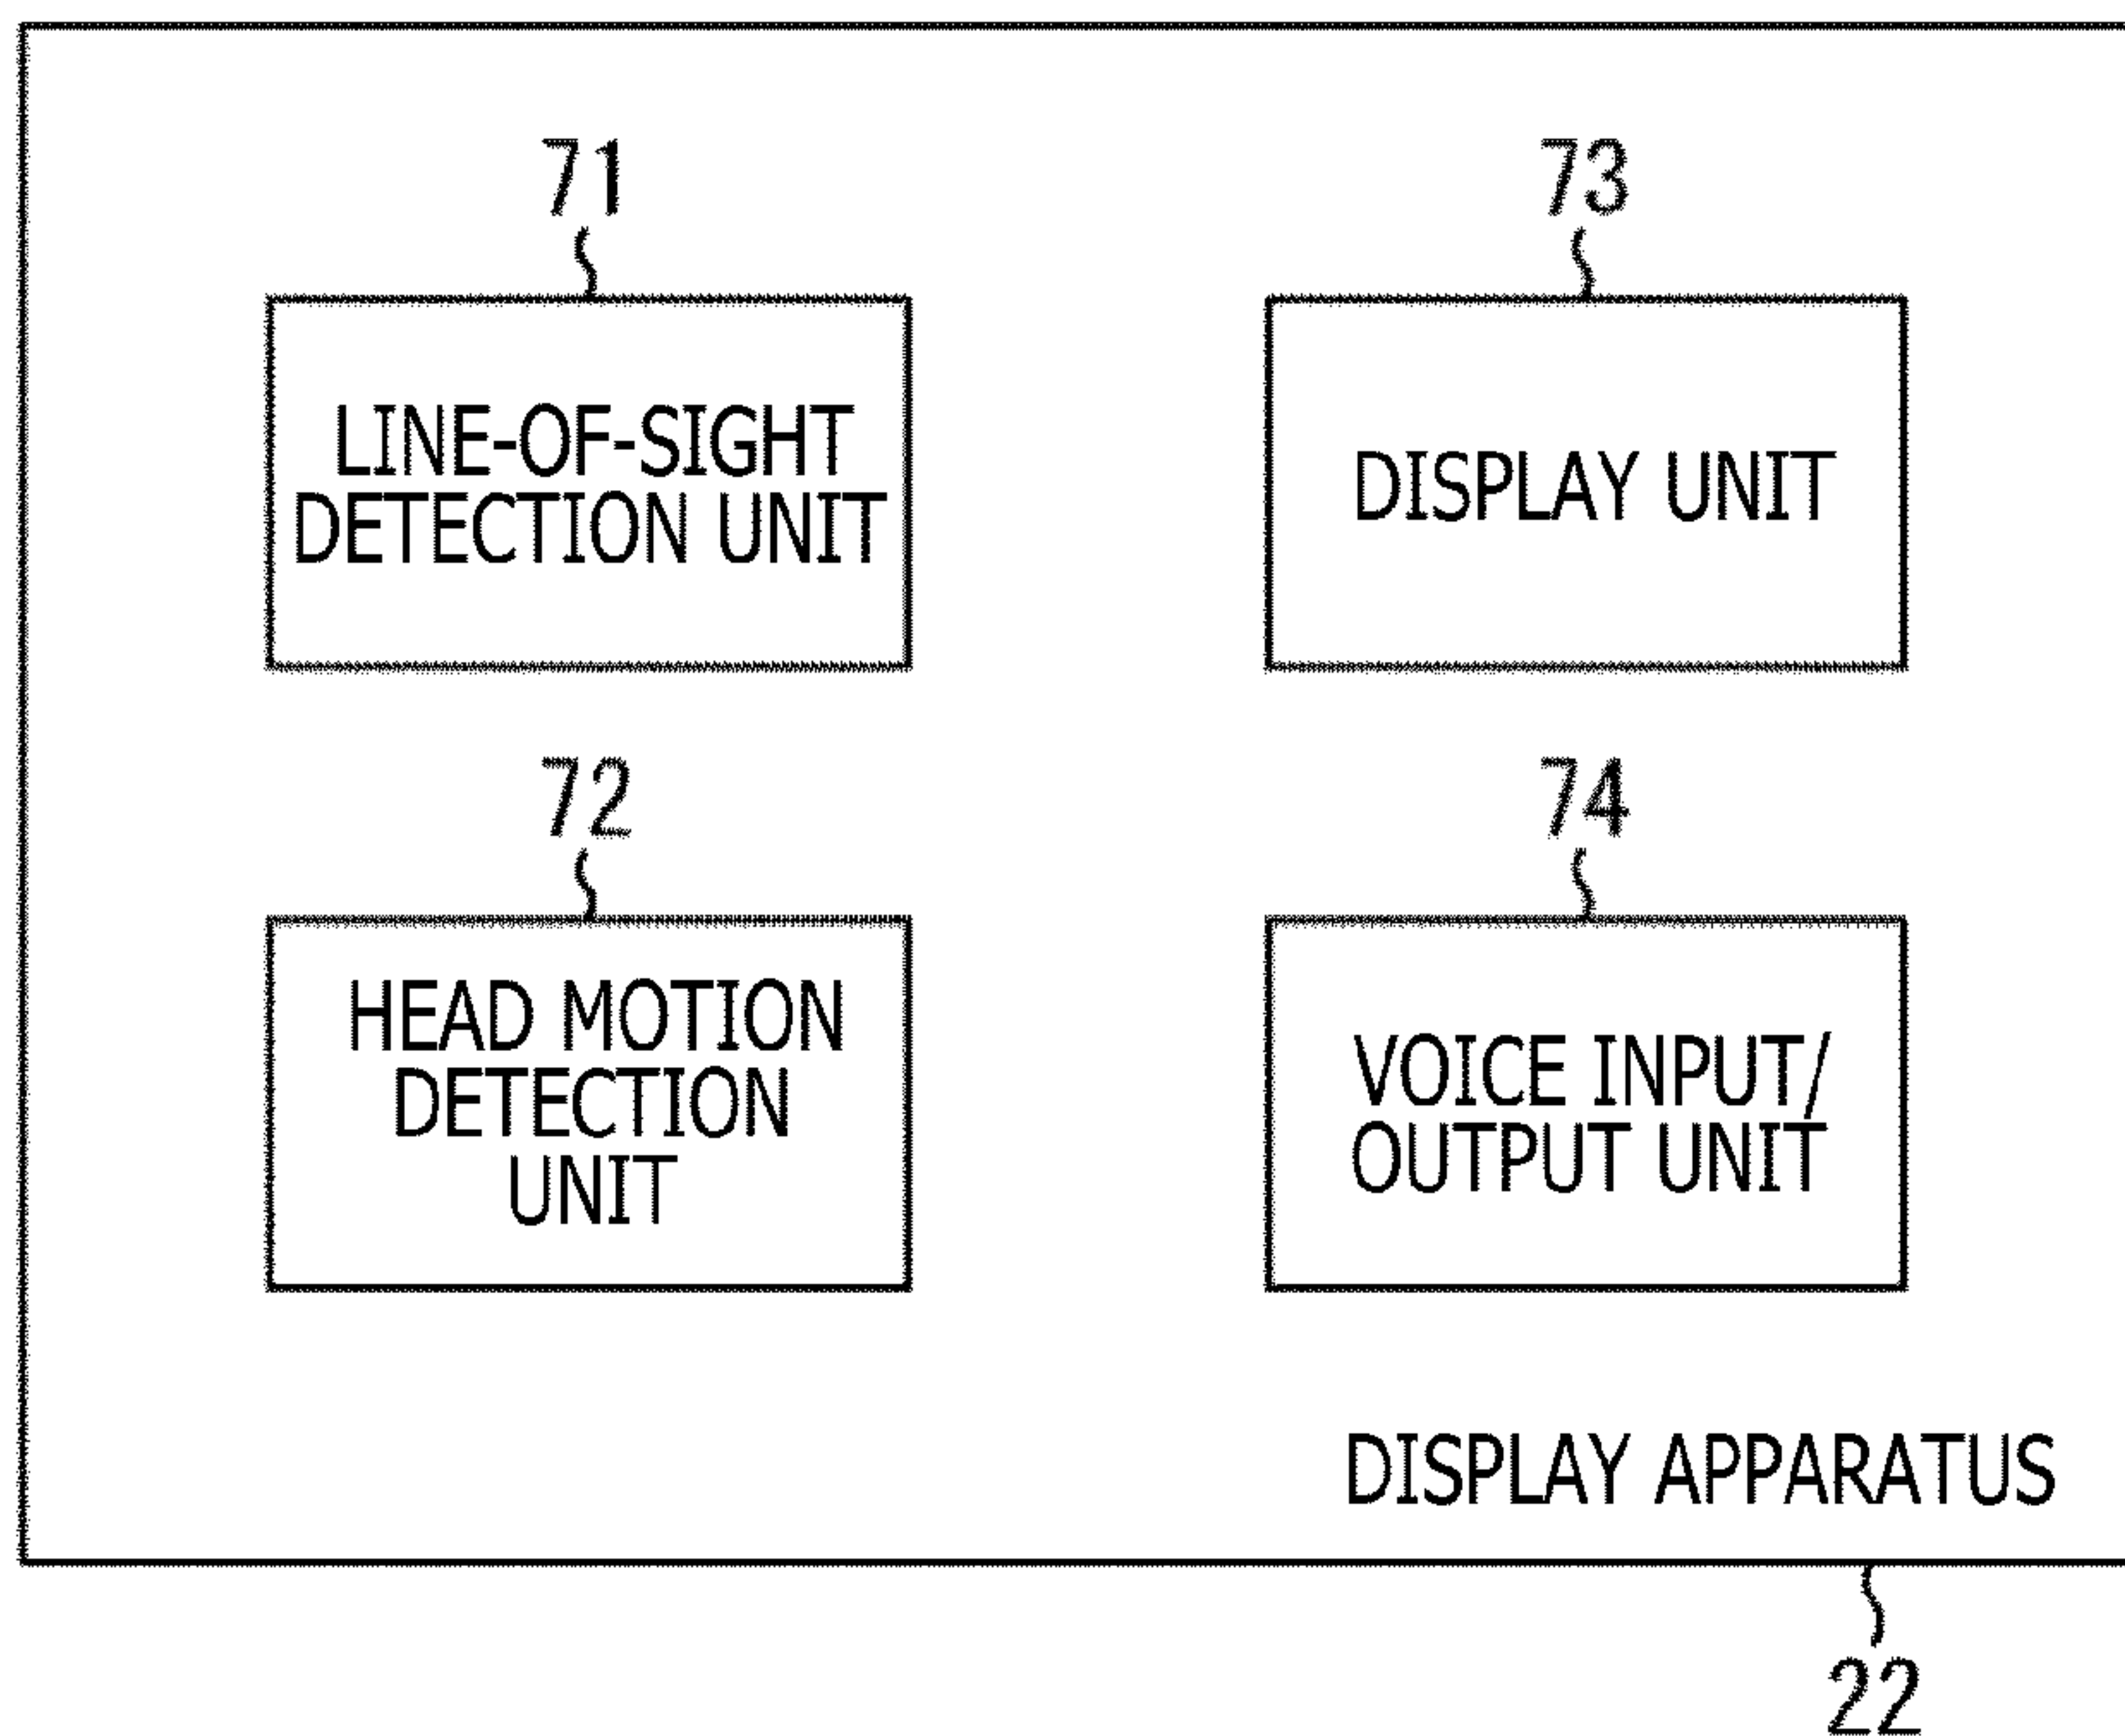 71
LINE-OF-SIGHT
DETECTION UNIT
73
DISPLAY UNIT
72
HEAD MOTION
DETECTION
UNIT
74
VOICE INPUT/
OUTPUT UNIT
DISPLAY APPARATUS
22